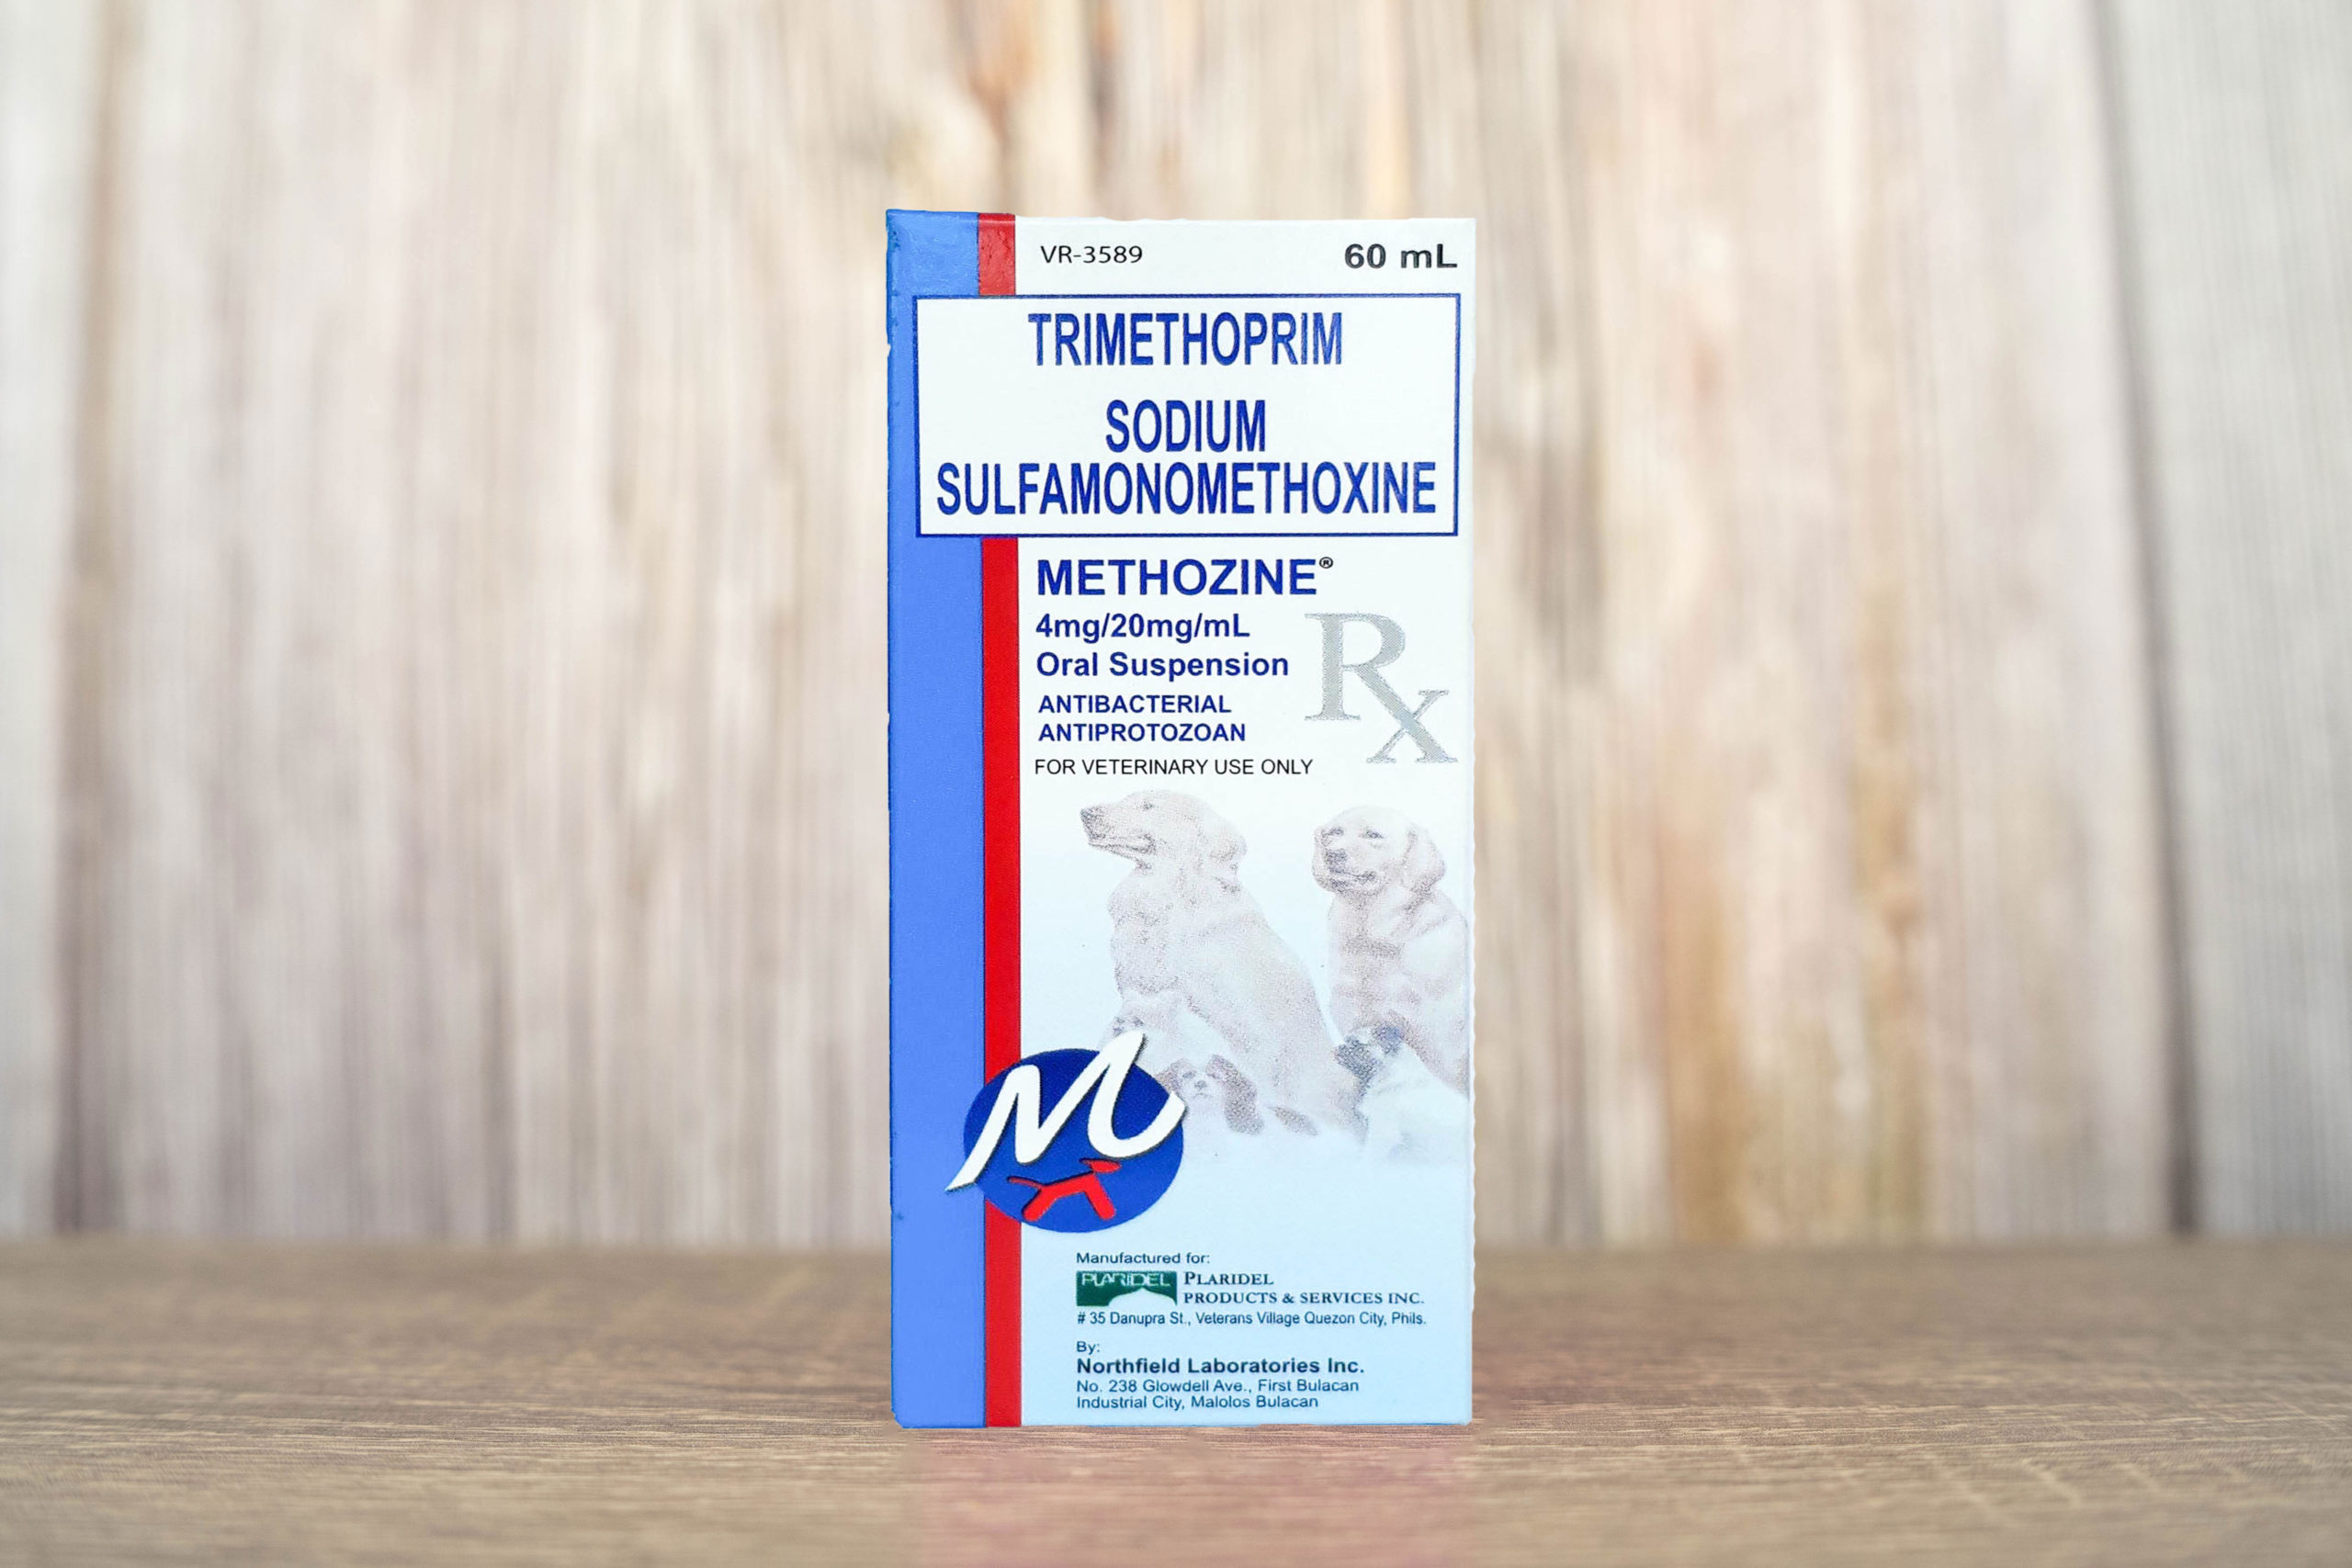 VR-3589 60 mL
TRIMETHOPRIM
SODIUM
SULFAMONOMETHOXINE
METHOZINE®
4mg/20mg/mL
Oral Suspension
Rx
ANTIBACTERIAL
ANTIPROTOZOAN
FOR VETERINARY USE ONLY
M
Manufactured for:
PLARIDEL PLARIDEL
PRODUCTS & SERVICES INC.
# 35 Danupra St., Veterans Village Quezon City, Phils.
By:
Northfield Laboratories Inc.
No. 238 Glowdell Ave., First Bulacan
Industrial City, Malolos Bulacan